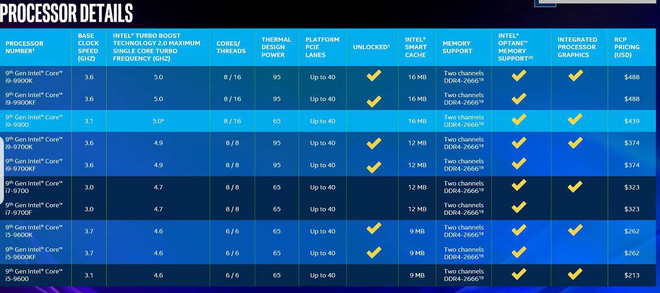 PROCESSOR DETAILS
PROCESSOR NUMBER¹ BASE CLOCK SPEED (GHZ) INTEL® TURBO BOOST TECHNOLOGY 2.0 MAXIMUM SINGLE CORE TURBO FREQUENCY (GHZ) CORES/ THREADS THERMAL DESIGN POWER PLATFORM PCIE LANES UNLOCKED¹ INTEL® SMART CACHE MEMORY SUPPORT INTEL® OPTANE™ MEMORY SUPPORT²⁰ INTEGRATED PROCESSOR GRAPHICS RCP PRICING (USD)
9th Gen Intel® Core™ i9-9900K 3.6 5.0 8 / 16 95 Up to 40 ✓ 16 MB Two channels DDR4-2666¹⁹ ✓ ✓ $488
9th Gen Intel® Core™ i9-9900KF 3.6 5.0 8 / 16 95 Up to 40 ✓ 16 MB Two channels DDR4-2666¹⁹ ✓ $488
9th Gen Intel® Core™ i9-9900 3.1 5.0* 8 / 16 65 Up to 40 16 MB Two channels DDR4-2666¹⁹ ✓ ✓ $439
9th Gen Intel® Core™ i7-9700K 3.6 4.9 8 / 8 95 Up to 40 ✓ 12 MB Two channels DDR4-2666¹⁹ ✓ ✓ $374
9th Gen Intel® Core™ i7-9700KF 3.6 4.9 8 / 8 95 Up to 40 ✓ 12 MB Two channels DDR4-2666¹⁹ ✓ $374
9th Gen Intel® Core™ i7-9700 3.0 4.7 8 / 8 65 Up to 40 12 MB Two channels DDR4-2666¹⁹ ✓ ✓ $323
9th Gen Intel® Core™ i7-9700F 3.0 4.7 8 / 8 65 Up to 40 12 MB Two channels DDR4-2666¹⁹ ✓ $323
9th Gen Intel® Core™ i5-9600K 3.7 4.6 6 / 6 95 Up to 40 ✓ 9 MB Two channels DDR4-2666¹⁹ ✓ ✓ $262
9th Gen Intel® Core™ i5-9600KF 3.7 4.6 6 / 6 95 Up to 40 ✓ 9 MB Two channels DDR4-2666¹⁹ ✓ $262
9th Gen Intel® Core™ i5-9600 3.1 4.6 6 / 6 65 Up to 40 9 MB Two channels DDR4-2666¹⁹ ✓ ✓ $213